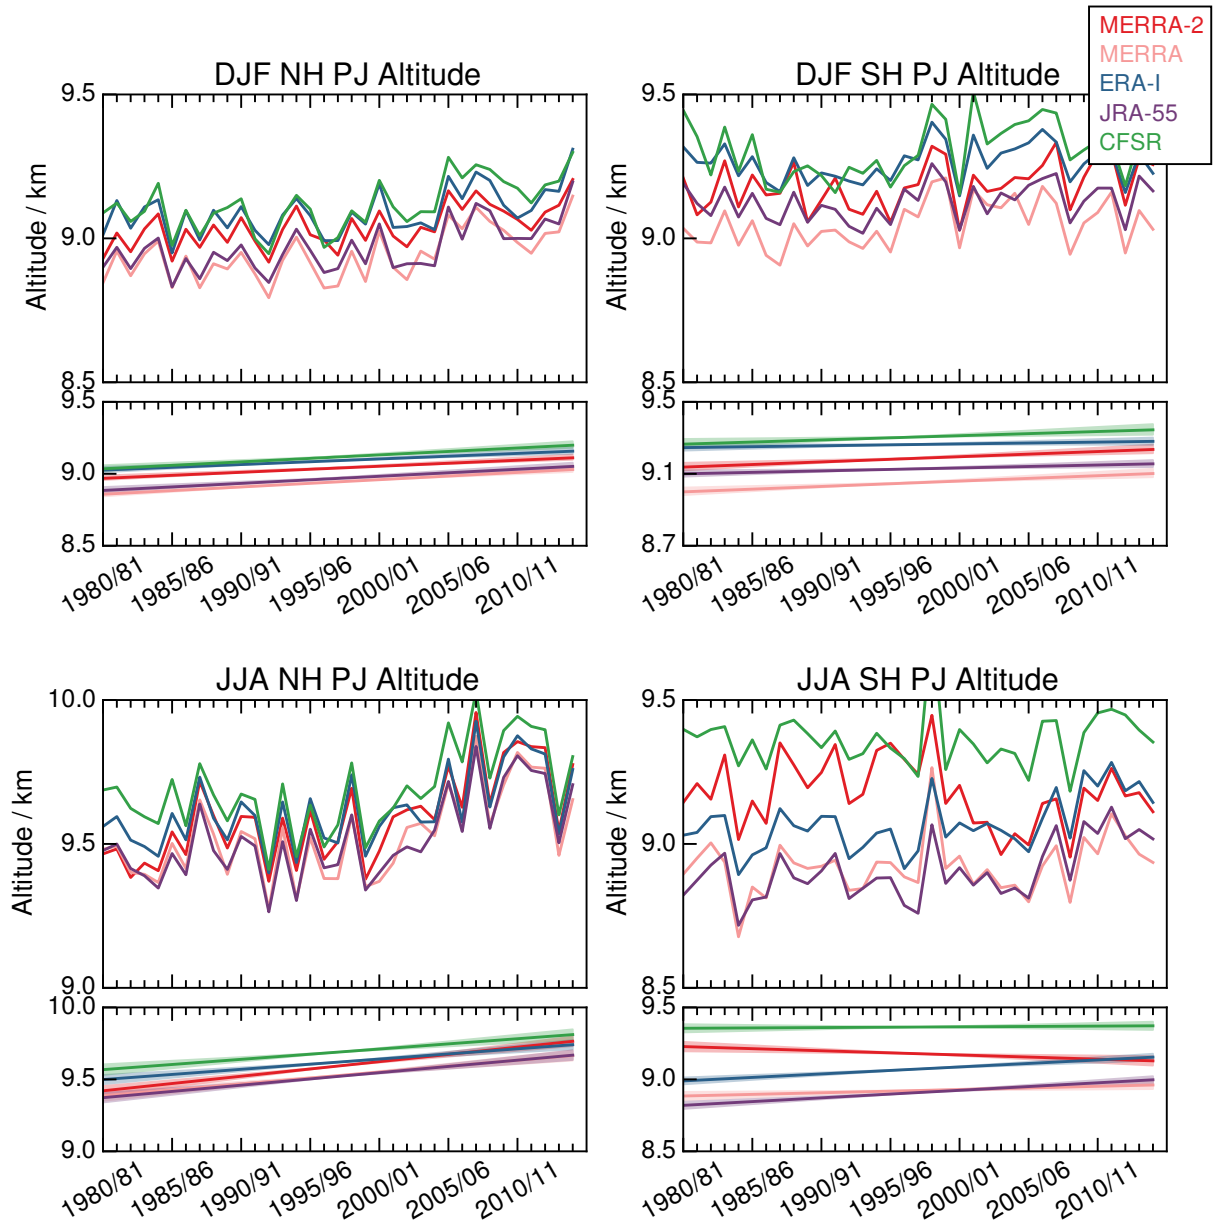 MERRA-2
MERRA
ERA-I
JRA-55
CFSR
DJF NH PJ Altitude
9.5
9.0
8.5
Altitude / km
9.5
9.0
8.5
1980/81 1985/86 1990/91 1995/96 2000/01 2005/06 2010/11
DJF SH PJ Altitude
9.5
9.0
8.5
Altitude / km
9.5
9.1
8.7
1980/81 1985/86 1990/91 1995/96 2000/01 2005/06 2010/11
JJA NH PJ Altitude
10.0
9.5
9.0
Altitude / km
10.0
9.5
9.0
1980/81 1985/86 1990/91 1995/96 2000/01 2005/06 2010/11
JJA SH PJ Altitude
9.5
9.0
8.5
Altitude / km
9.5
9.0
8.5
1980/81 1985/86 1990/91 1995/96 2000/01 2005/06 2010/11